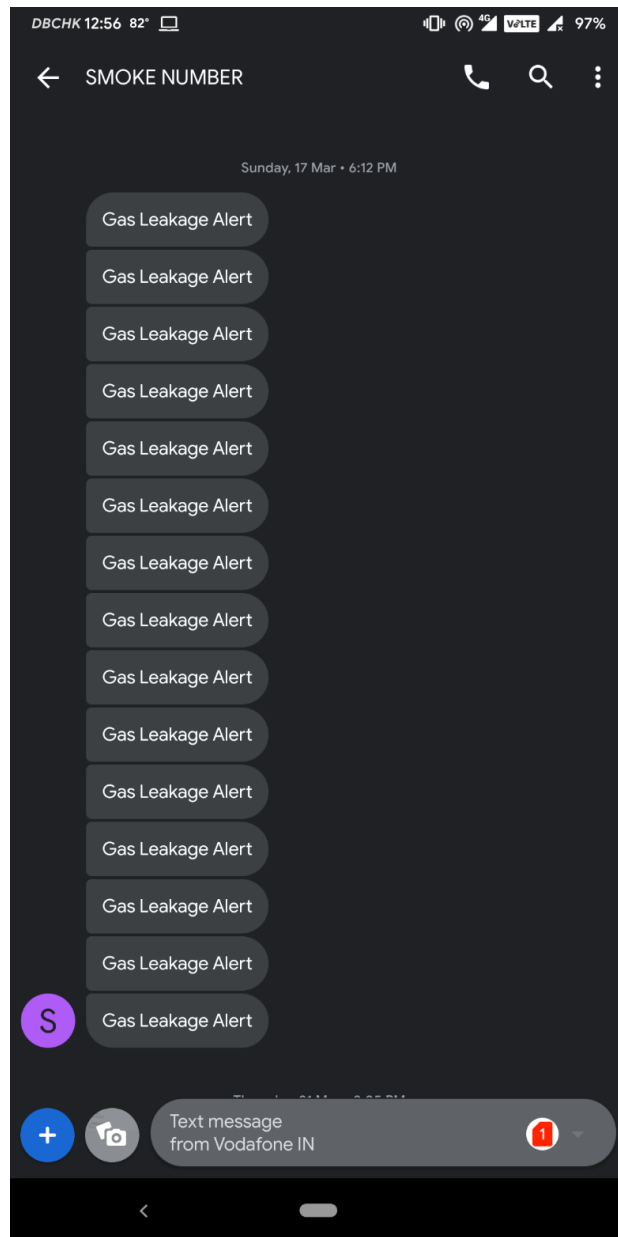 DBCHK 12:56 82° 4G VoLTE 97%
SMOKE NUMBER
Sunday, 17 Mar • 6:12 PM
Gas Leakage Alert
Gas Leakage Alert
Gas Leakage Alert
Gas Leakage Alert
Gas Leakage Alert
Gas Leakage Alert
Gas Leakage Alert
Gas Leakage Alert
Gas Leakage Alert
Gas Leakage Alert
Gas Leakage Alert
Gas Leakage Alert
Gas Leakage Alert
Gas Leakage Alert
S Gas Leakage Alert
Text message
from Vodafone IN
1